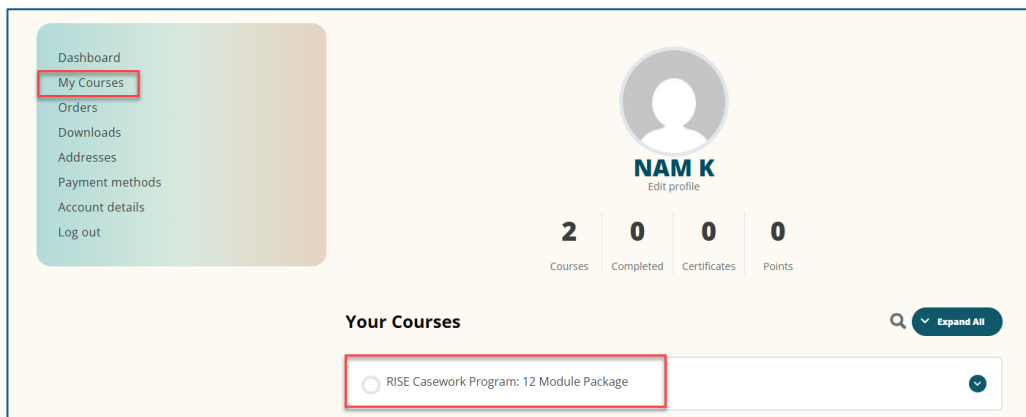 Dashboard
My Courses
Orders
Downloads
Addresses
Payment methods
Account details
Log out
NAM K
Edit profile
2 0 0 0
Courses Completed Certificates Points
Your Courses
Expand All
RISE Casework Program: 12 Module Package